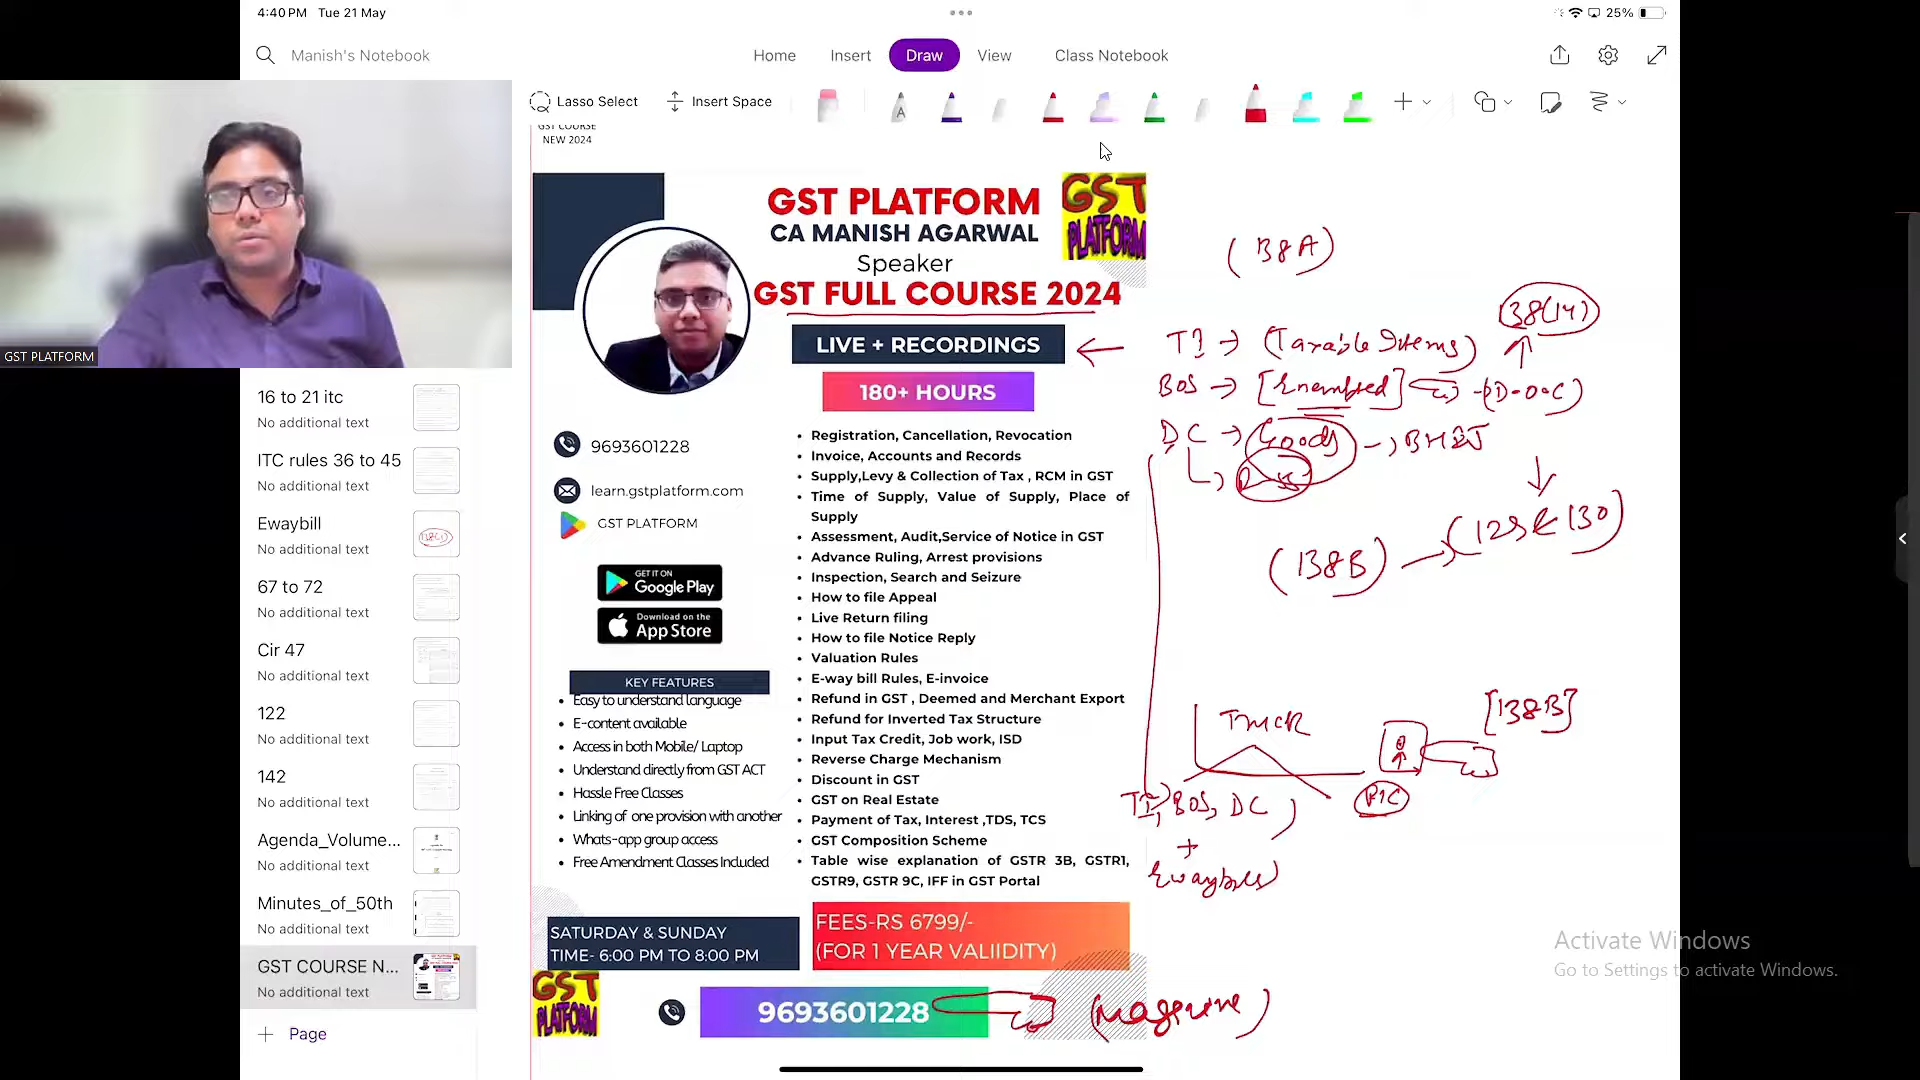 4:40 PM Tue 21 May
25%
Manish's Notebook
Home Insert Draw View Class Notebook
Lasso Select Insert Space
A
GST COURSE
NEW 2024
GST PLATFORM
CA MANISH AGARWAL
Speaker
GST FULL COURSE 2024
LIVE + RECORDINGS
180+ HOURS
GST
PLATFORM
9693601228
learn.gstplatform.com
GST PLATFORM
GET IT ON
Google Play
Download on the
App Store
KEY FEATURES
• Easy to understand language
• E-content available
• Access in both Mobile/ Laptop
• Understand directly from GST ACT
• Hassle Free Classes
• Linking of one provision with another
• Whats-app group access
• Free Amendment Classes Included
• Registration, Cancellation, Revocation
• Invoice, Accounts and Records
• Supply,Levy & Collection of Tax , RCM in GST
• Time of Supply, Value of Supply, Place of
Supply
• Assessment, Audit,Service of Notice in GST
• Advance Ruling, Arrest provisions
• Inspection, Search and Seizure
• How to file Appeal
• Live Return filing
• How to file Notice Reply
• Valuation Rules
• E-way bill Rules, E-invoice
• Refund in GST , Deemed and Merchant Export
• Refund for Inverted Tax Structure
• Input Tax Credit, Job work, ISD
• Reverse Charge Mechanism
• Discount in GST
• GST on Real Estate
• Payment of Tax, Interest ,TDS, TCS
• GST Composition Scheme
• Table wise explanation of GSTR 3B, GSTR1,
GSTR9, GSTR 9C, IFF in GST Portal
SATURDAY & SUNDAY
TIME- 6:00 PM TO 8:00 PM
FEES-RS 6799/-
(FOR 1 YEAR VALIIDITY)
GST
PLATFORM
9693601228
(138A)
138(14)
TI → (Taxable Items)
BOS → [Exempted]
DC → Goods
(138B) → (129 & 130)
Truck
[138B]
TI, BOS, DC
+
Ewaybill
(Magazine)
GST PLATFORM
16 to 21 itc
No additional text
ITC rules 36 to 45
No additional text
Ewaybill
No additional text
67 to 72
No additional text
Cir 47
No additional text
122
No additional text
142
No additional text
Agenda_Volume...
No additional text
Minutes_of_50th
No additional text
GST COURSE N...
No additional text
+ Page
Activate Windows
Go to Settings to activate Windows.